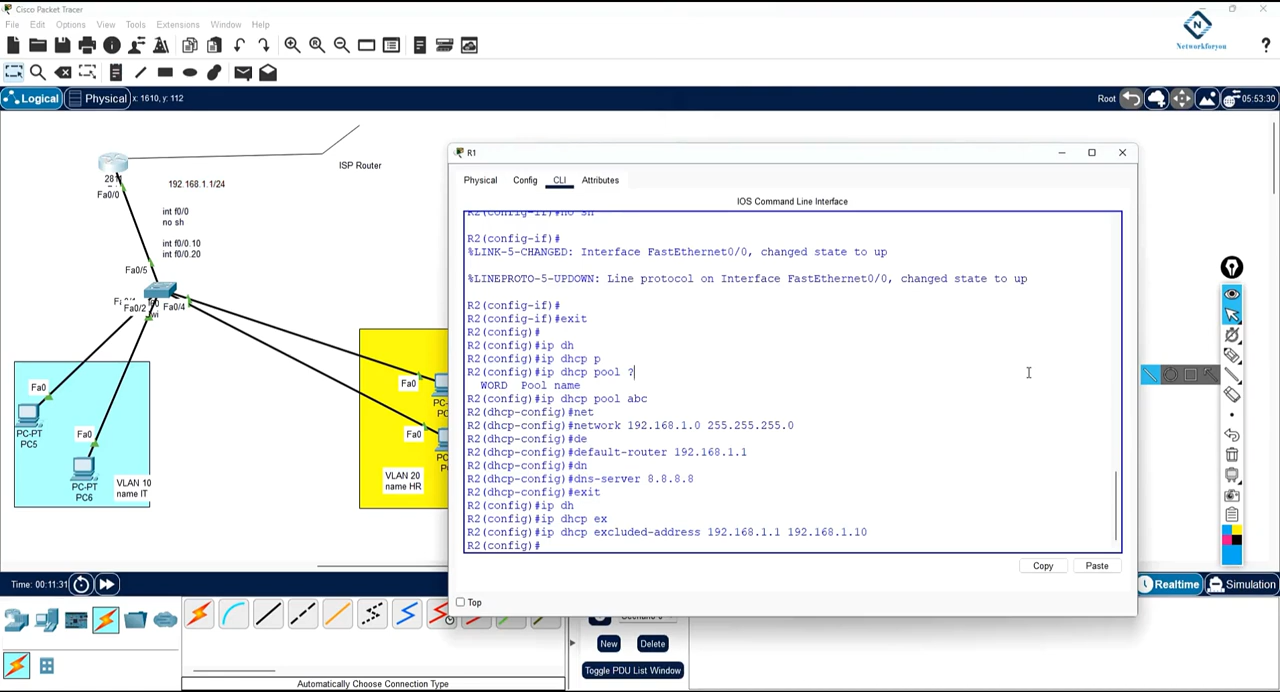 Cisco Packet Tracer
File Edit Options View Tools Extensions Window Help
N
Networkforyou
?
Logical Physical x: 1610, y: 112
Root 05:53:30
ISP Router
Fa0/0
192.168.1.1/24
int f0/0
no sh
int f0/0.10
int f0/0.20
Fa0/5
Fa0/2
Fa0/4
Fa0
PC-PT
PC5
Fa0
PC-PT
PC6
VLAN 10
name IT
Fa0
Fa0
VLAN 20
name HR
R1
Physical Config CLI Attributes
IOS Command Line Interface
R2(config-if)#no sh
R2(config-if)#
%LINK-5-CHANGED: Interface FastEthernet0/0, changed state to up
%LINEPROTO-5-UPDOWN: Line protocol on Interface FastEthernet0/0, changed state to up
R2(config-if)#
R2(config-if)#exit
R2(config)#
R2(config)#ip dh
R2(config)#ip dhcp p
R2(config)#ip dhcp pool ?
WORD Pool name
R2(config)#ip dhcp pool abc
R2(dhcp-config)#net
R2(dhcp-config)#network 192.168.1.0 255.255.255.0
R2(dhcp-config)#de
R2(dhcp-config)#default-router 192.168.1.1
R2(dhcp-config)#dn
R2(dhcp-config)#dns-server 8.8.8.8
R2(dhcp-config)#exit
R2(config)#ip dh
R2(config)#ip dhcp ex
R2(config)#ip dhcp excluded-address 192.168.1.1 192.168.1.10
R2(config)#
Copy Paste
Top
Time: 00:11:31
Realtime Simulation
New Delete
Toggle PDU List Window
Automatically Choose Connection Type